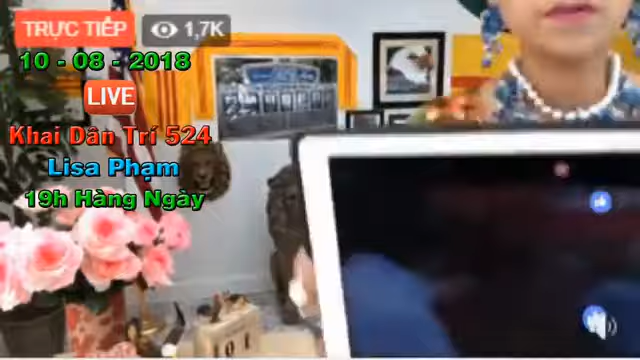 TRỰC TIẾP 1,7K
10 - 08 - 2018
LIVE
Khai Dân Trí 524
Lisa Phạm
19h Hàng Ngày